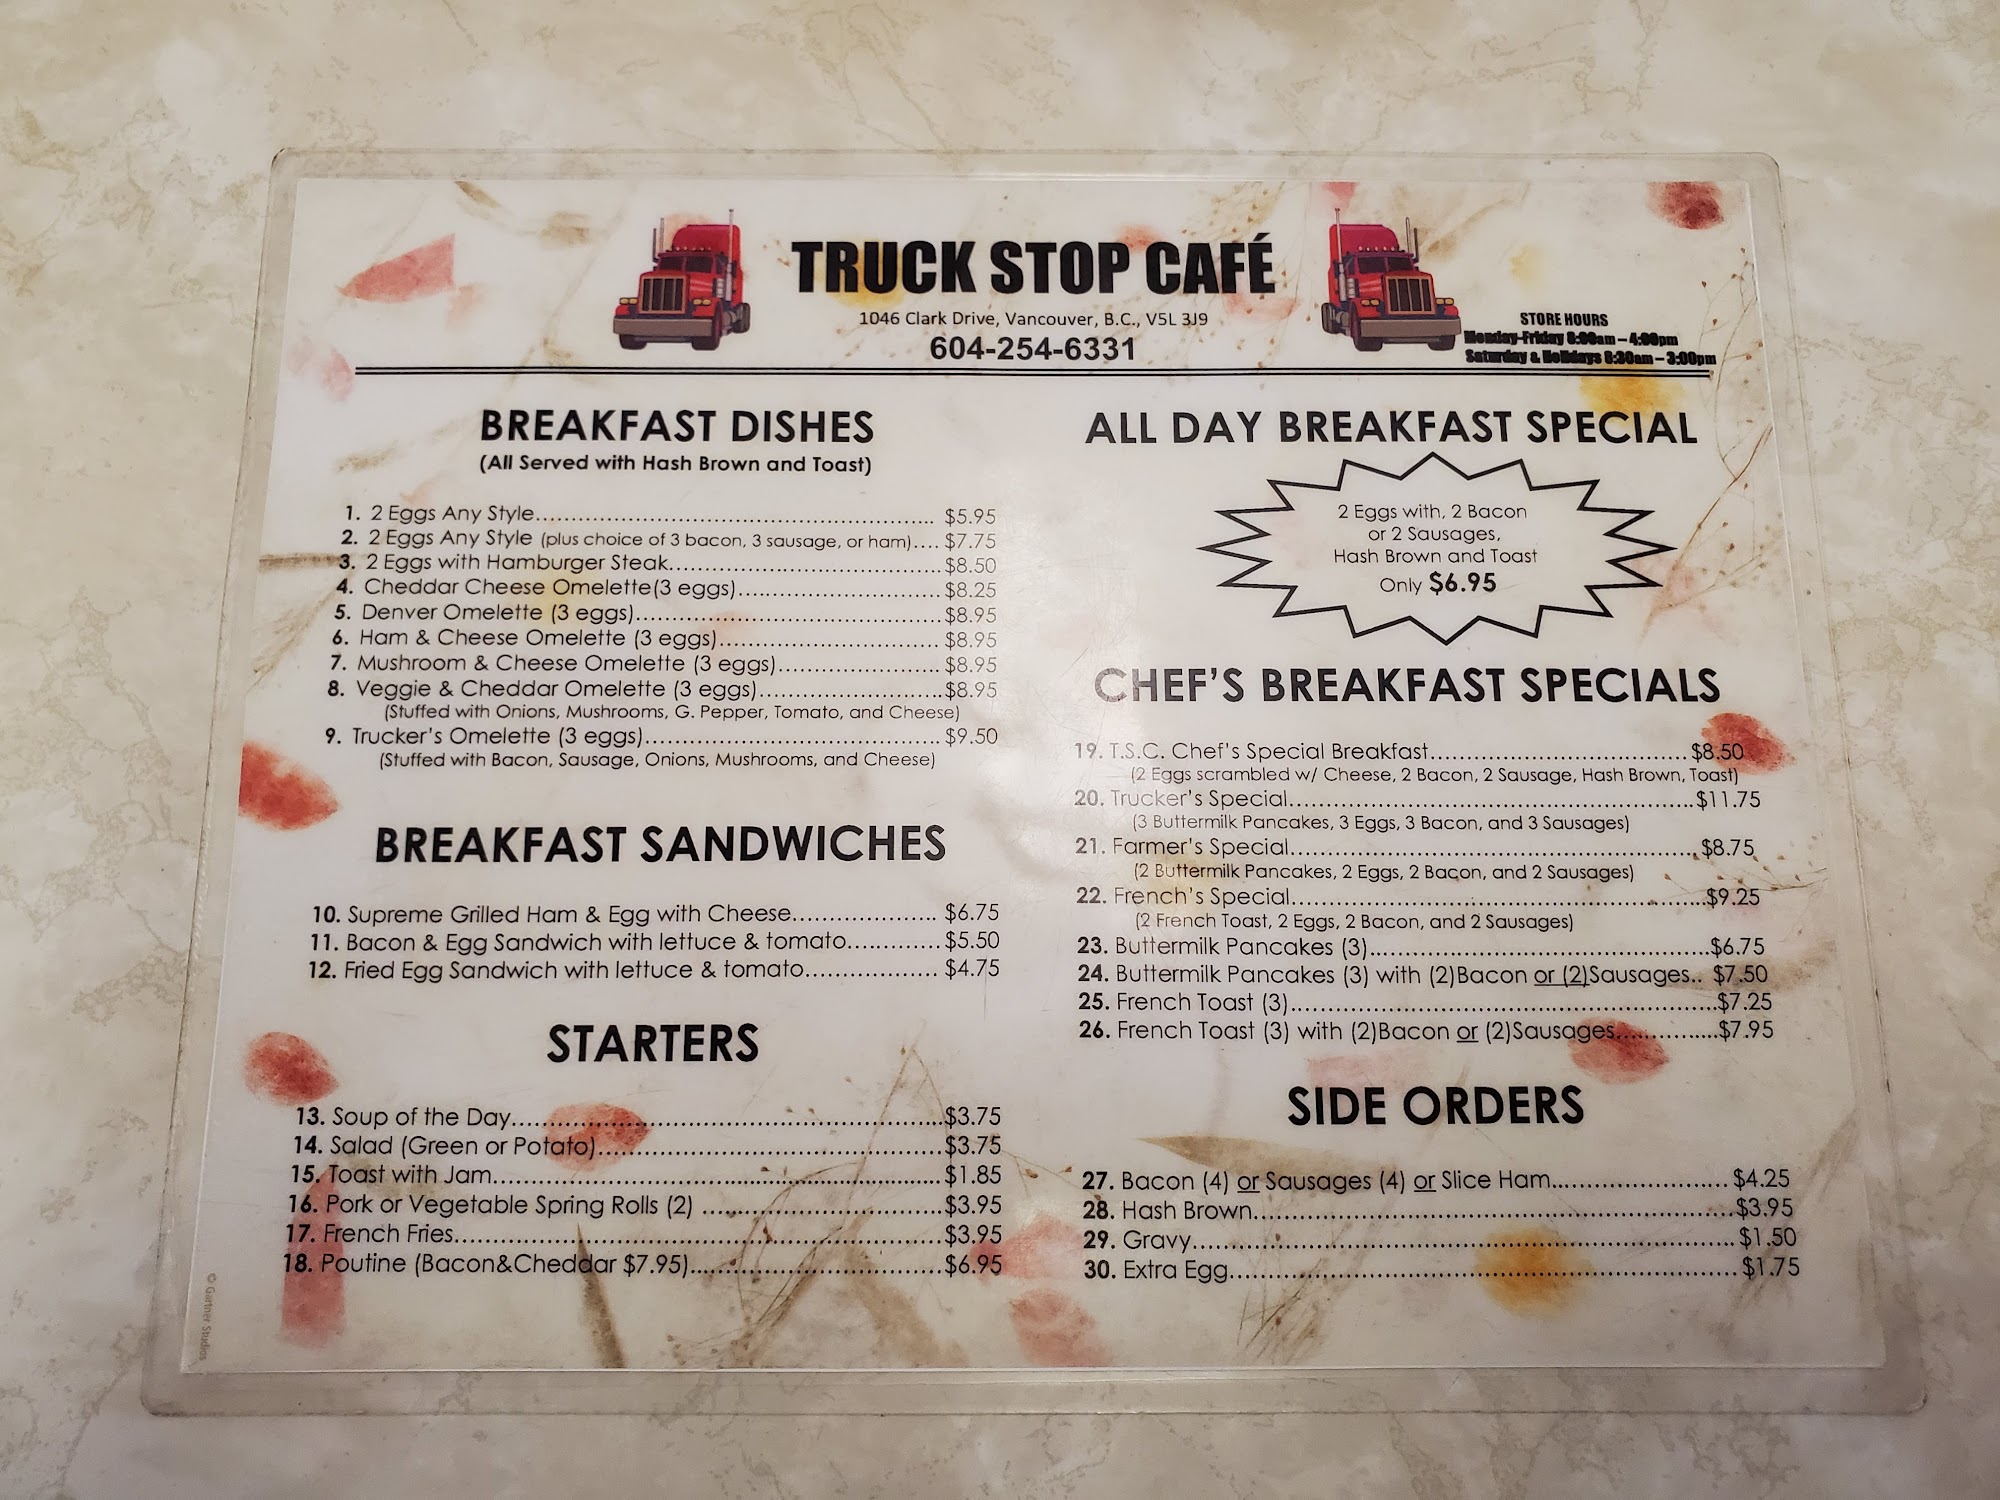 TRUCK STOP CAFÉ
1046 Clark Drive, Vancouver, B.C., V5L 3J9
604-254-6331
STORE HOURS
Monday-Friday 8:00am – 4:00pm
Saturday & Holidays 8:30am – 3:00pm
BREAKFAST DISHES
(All Served with Hash Brown and Toast)
1. 2 Eggs Any Style........ $5.95
2. 2 Eggs Any Style (plus choice of 3 bacon, 3 sausage, or ham).... $7.75
3. 2 Eggs with Hamburger Steak........ $8.50
4. Cheddar Cheese Omelette(3 eggs)........ $8.25
5. Denver Omelette (3 eggs)........ $8.95
6. Ham & Cheese Omelette (3 eggs)........ $8.95
7. Mushroom & Cheese Omelette (3 eggs)........ $8.95
8. Veggie & Cheddar Omelette (3 eggs)........ $8.95
(Stuffed with Onions, Mushrooms, G. Pepper, Tomato, and Cheese)
9. Trucker's Omelette (3 eggs)........ $9.50
(Stuffed with Bacon, Sausage, Onions, Mushrooms, and Cheese)
BREAKFAST SANDWICHES
10. Supreme Grilled Ham & Egg with Cheese........ $6.75
11. Bacon & Egg Sandwich with lettuce & tomato........ $5.50
12. Fried Egg Sandwich with lettuce & tomato........ $4.75
STARTERS
13. Soup of the Day........ $3.75
14. Salad (Green or Potato)........ $3.75
15. Toast with Jam........ $1.85
16. Pork or Vegetable Spring Rolls (2) ........ $3.95
17. French Fries........ $3.95
18. Poutine (Bacon&Cheddar $7.95)........ $6.95
© Gartner Studios
ALL DAY BREAKFAST SPECIAL
2 Eggs with, 2 Bacon
or 2 Sausages,
Hash Brown and Toast
Only $6.95
CHEF'S BREAKFAST SPECIALS
19. T.S.C. Chef's Special Breakfast........ $8.50
(2 Eggs scrambled w/ Cheese, 2 Bacon, 2 Sausage, Hash Brown, Toast)
20. Trucker's Special........ $11.75
(3 Buttermilk Pancakes, 3 Eggs, 3 Bacon, and 3 Sausages)
21. Farmer's Special........ $8.75
(2 Buttermilk Pancakes, 2 Eggs, 2 Bacon, and 2 Sausages)
22. French's Special........ $9.25
(2 French Toast, 2 Eggs, 2 Bacon, and 2 Sausages)
23. Buttermilk Pancakes (3)........ $6.75
24. Buttermilk Pancakes (3) with (2)Bacon or (2)Sausages.. $7.50
25. French Toast (3)........ $7.25
26. French Toast (3) with (2)Bacon or (2)Sausages........ $7.95
SIDE ORDERS
27. Bacon (4) or Sausages (4) or Slice Ham........ $4.25
28. Hash Brown........ $3.95
29. Gravy........ $1.50
30. Extra Egg........ $1.75